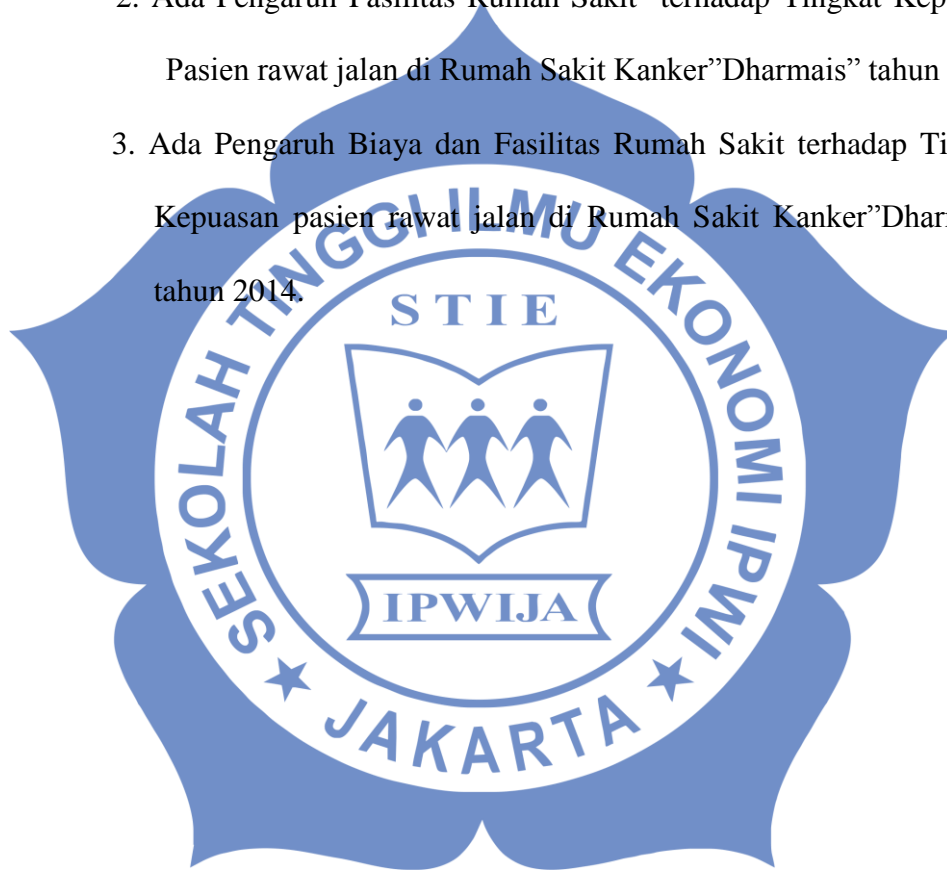 2. Ada Pengaruh Fasilitas Rumah Sakit terhadap Tingkat Kep
Pasien rawat jalan di Rumah Sakit Kanker”Dharmais” tahun
3. Ada Pengaruh Biaya dan Fasilitas Rumah Sakit terhadap Ti
Kepuasan pasien rawat jalan di Rumah Sakit Kanker”Dhar
tahun 2014.
SEKOLAH TINGGI ILMU EKONOMI IPWI
STIE
IPWIJA
JAKARTA